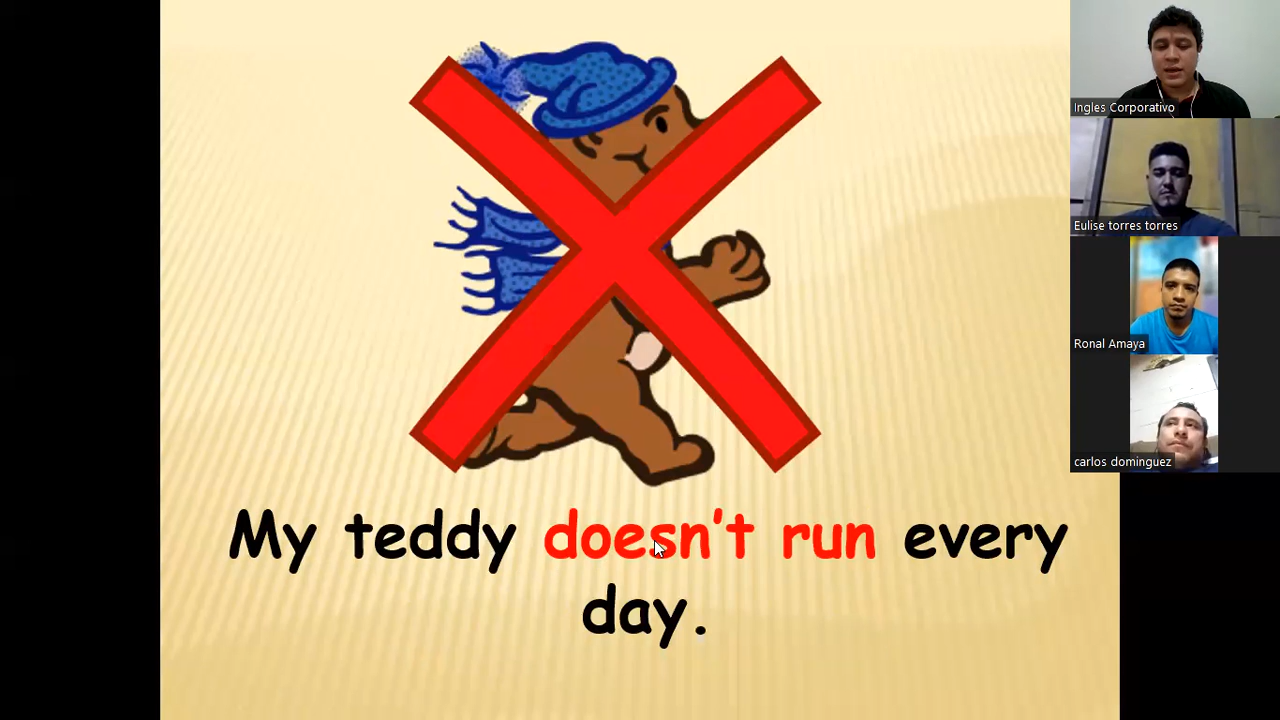 My teddy doesn't run every
day.
Ingles Corporativo
Eulise torres torres
Ronal Amaya
carlos dominguez